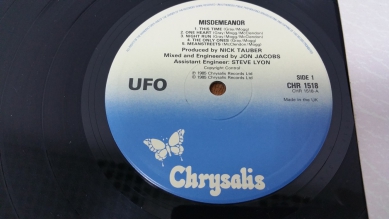 MISDEMEANOR
1. THIS TIME (Gray/Mogg)
2. ONE HEART (Gray/Mogg/McClendon)
3. NIGHT RUN (Gray/Mogg)
4. THE ONLY ONES (Gray/Mogg)
5. MEANSTREETS (McClendon/Mogg)
Produced by NICK TAUBER
Mixed and Engineered by JON JACOBS
Assistant Engineer: STEVE LYON
Copyright Control
℗ 1985 Chrysalis Records Ltd
© 1985 Chrysalis Records Ltd
UFO
SIDE 1
CHR 1518
CHR 1518-A
Made in the UK
Chrysalis